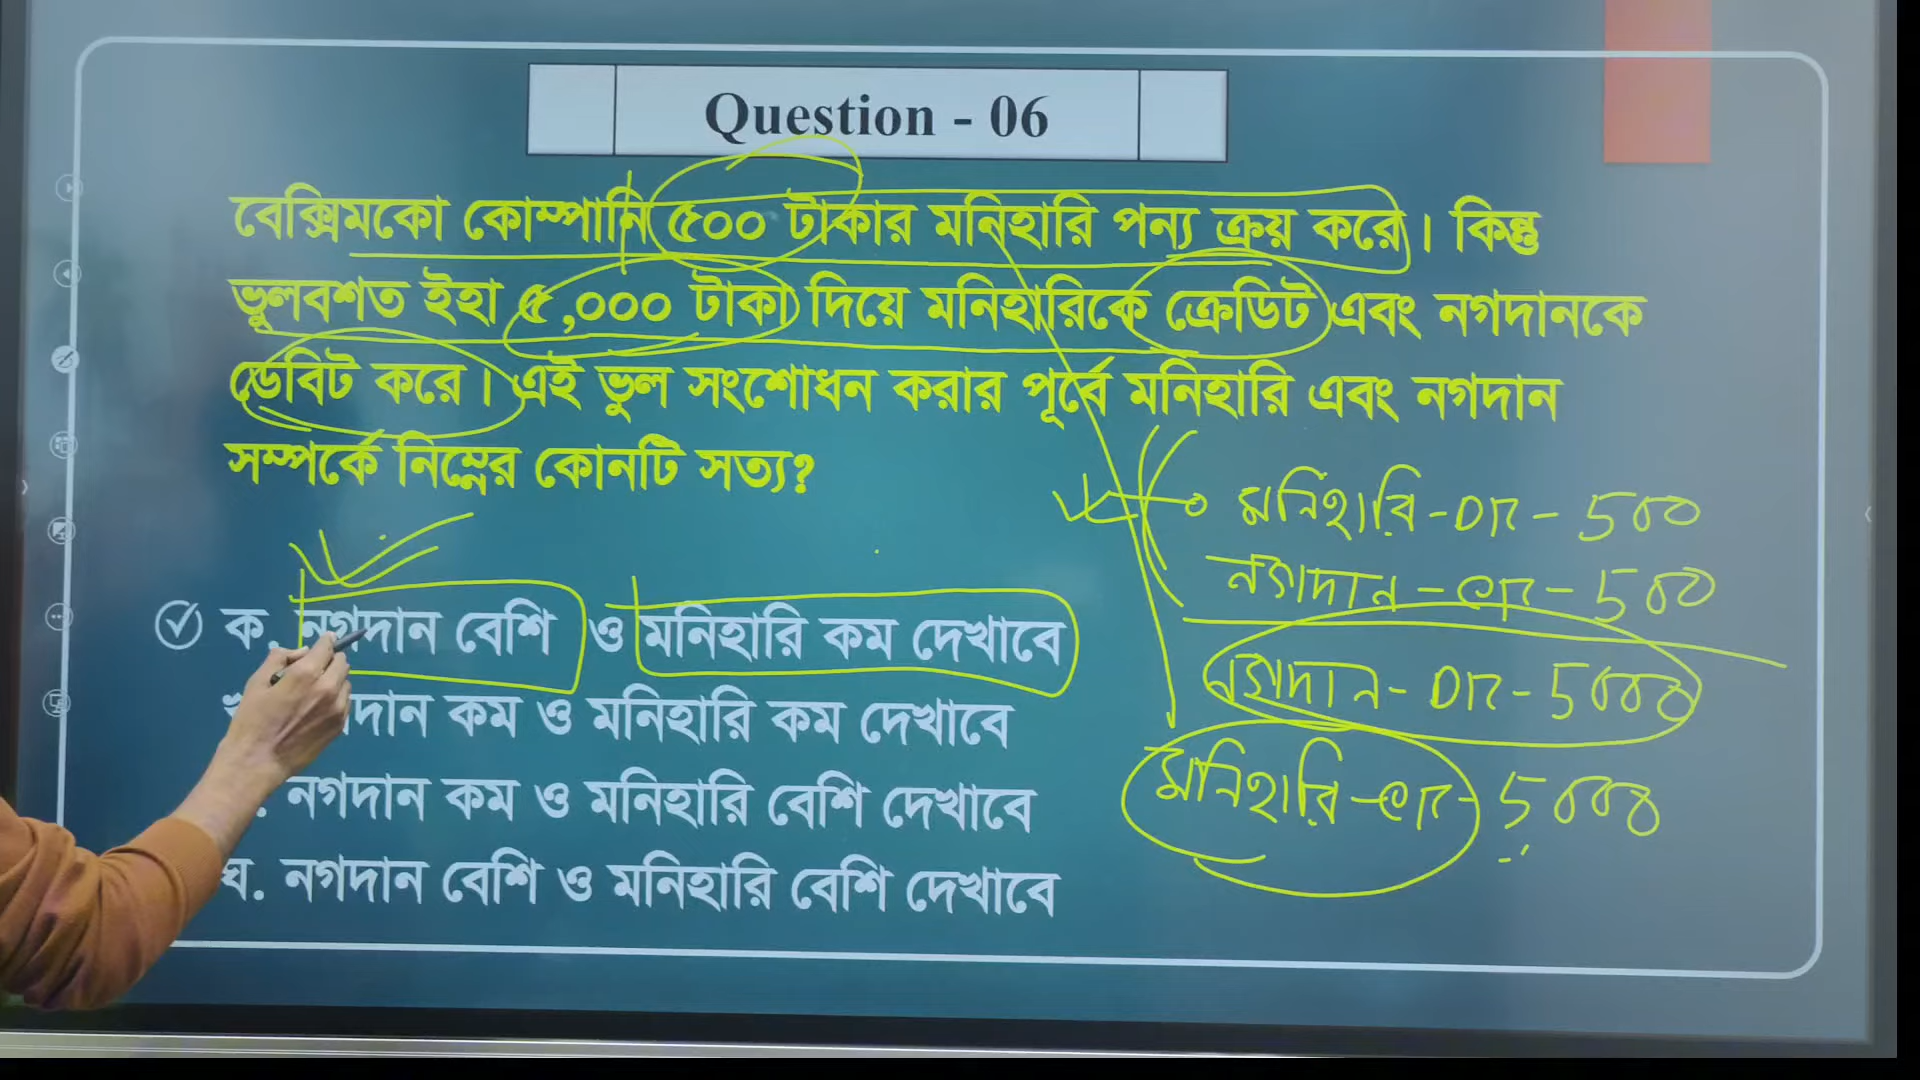 Question - 06
বেক্সিমকো কোম্পানি ৫০০ টাকার মনিহারি পন্য ক্রয় করে। কিন্তু
ভুলবশত ইহা ৫,০০০ টাকা দিয়ে মনিহারিকে ক্রেডিট এবং নগদানকে
ডেবিট করে। এই ভুল সংশোধন করার পূর্বে মনিহারি এবং নগদান
সম্পর্কে নিম্নের কোনটি সত্য?
মনিহারি - Dr - 500
নগদান - Cr - 500
নগদান - Dr - 5000
মনিহারি - Cr - 5000
ক. নগদান বেশি ও মনিহারি কম দেখাবে
কম ও মনিহারি কম দেখাবে
নগদান কম ও মনিহারি বেশি দেখাবে
ঘ. নগদান বেশি ও মনিহারি বেশি দেখাবে